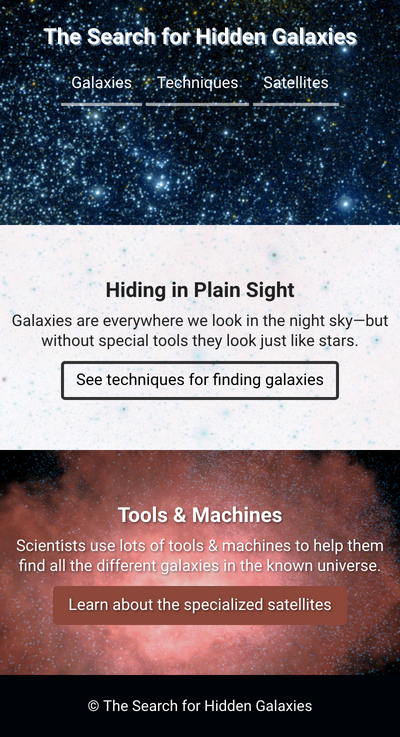 The Search for Hidden Galaxies
Galaxies Techniques Satellites
Hiding in Plain Sight
Galaxies are everywhere we look in the night sky—but
without special tools they look just like stars.
See techniques for finding galaxies
Tools & Machines
Scientists use lots of tools & machines to help them
find all the different galaxies in the known universe.
Learn about the specialized satellites
© The Search for Hidden Galaxies